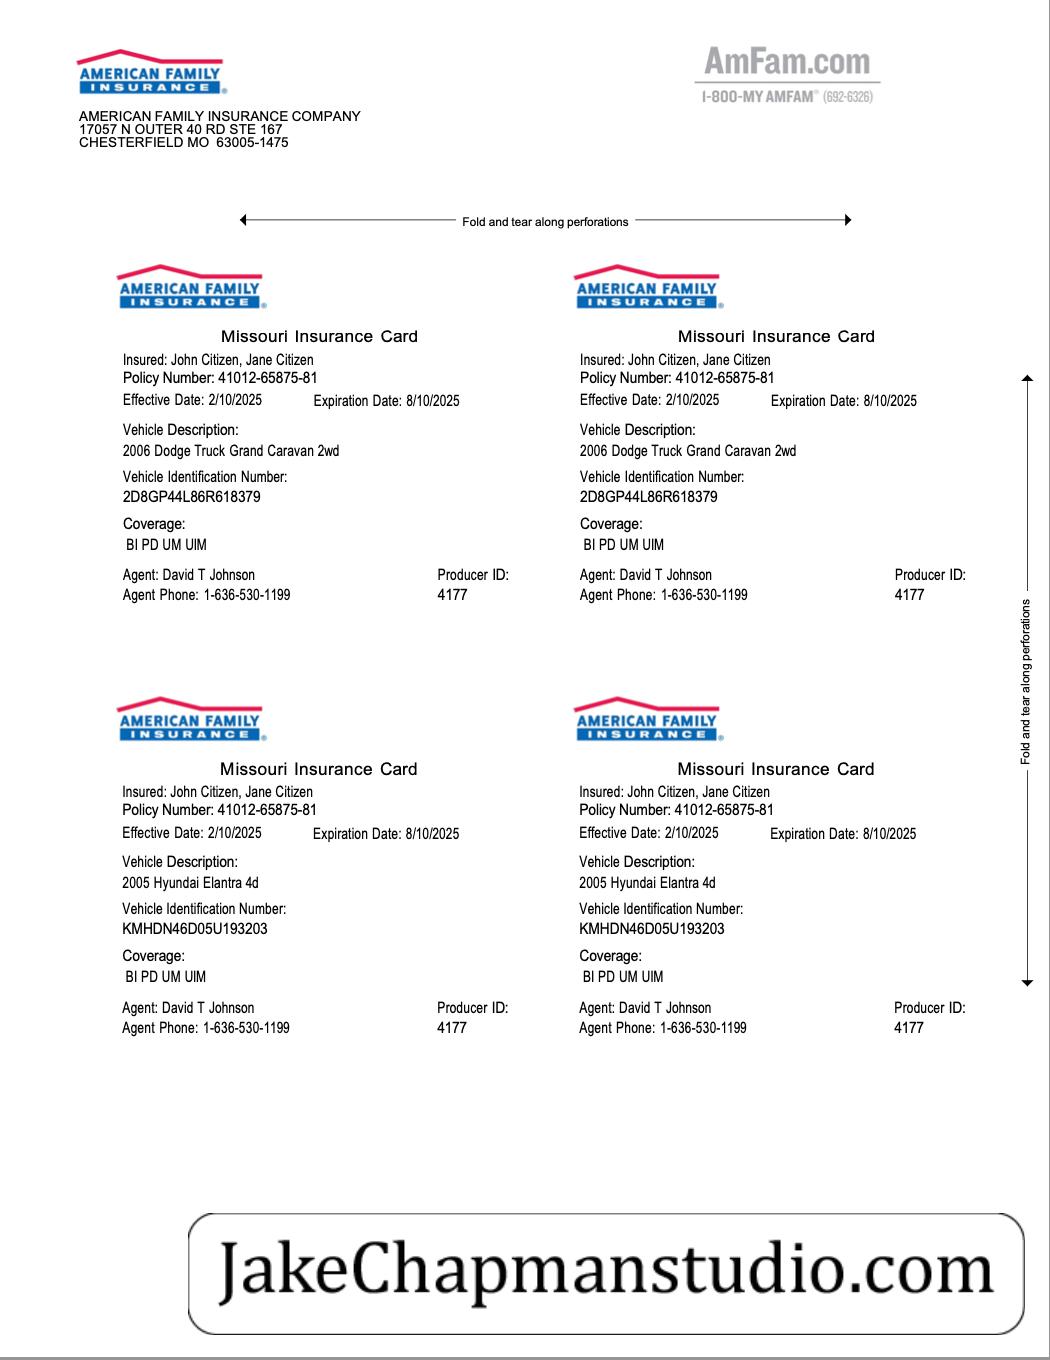 AMERICAN FAMILY
INSURANCE ®
AmFam.com
1-800-MY AMFAM® (692-6326)
AMERICAN FAMILY INSURANCE COMPANY
17057 N OUTER 40 RD STE 167
CHESTERFIELD MO 63005-1475
Fold and tear along perforations
AMERICAN FAMILY
INSURANCE ®
Missouri Insurance Card
Insured: John Citizen, Jane Citizen
Policy Number: 41012-65875-81
Effective Date: 2/10/2025 Expiration Date: 8/10/2025
Vehicle Description:
2006 Dodge Truck Grand Caravan 2wd
Vehicle Identification Number:
2D8GP44L86R618379
Coverage:
BI PD UM UIM
Agent: David T Johnson Producer ID:
Agent Phone: 1-636-530-1199 4177
AMERICAN FAMILY
INSURANCE ®
Missouri Insurance Card
Insured: John Citizen, Jane Citizen
Policy Number: 41012-65875-81
Effective Date: 2/10/2025 Expiration Date: 8/10/2025
Vehicle Description:
2006 Dodge Truck Grand Caravan 2wd
Vehicle Identification Number:
2D8GP44L86R618379
Coverage:
BI PD UM UIM
Agent: David T Johnson Producer ID:
Agent Phone: 1-636-530-1199 4177
Fold and tear along perforations
AMERICAN FAMILY
INSURANCE ®
Missouri Insurance Card
Insured: John Citizen, Jane Citizen
Policy Number: 41012-65875-81
Effective Date: 2/10/2025 Expiration Date: 8/10/2025
Vehicle Description:
2005 Hyundai Elantra 4d
Vehicle Identification Number:
KMHDN46D05U193203
Coverage:
BI PD UM UIM
Agent: David T Johnson Producer ID:
Agent Phone: 1-636-530-1199 4177
AMERICAN FAMILY
INSURANCE ®
Missouri Insurance Card
Insured: John Citizen, Jane Citizen
Policy Number: 41012-65875-81
Effective Date: 2/10/2025 Expiration Date: 8/10/2025
Vehicle Description:
2005 Hyundai Elantra 4d
Vehicle Identification Number:
KMHDN46D05U193203
Coverage:
BI PD UM UIM
Agent: David T Johnson Producer ID:
Agent Phone: 1-636-530-1199 4177
JakeChapmanstudio.com